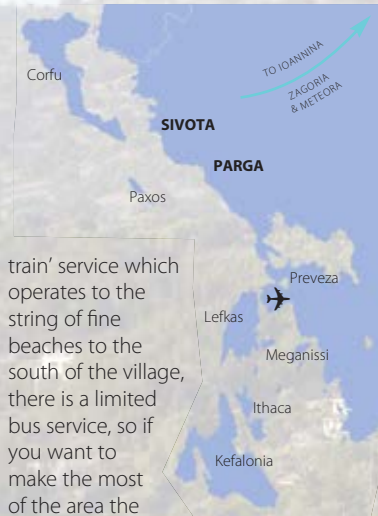 TO IOANNINA
ZAGORIA
& METEORA
Corfu
SIVOTA
PARGA
Paxos
Preveza
Lefkas
Meganissi
Ithaca
Kefalonia
train’ service which
operates to the
string of fine
beaches to the
south of the village,
there is a limited
bus service, so if
you want to
make the most
of the area the